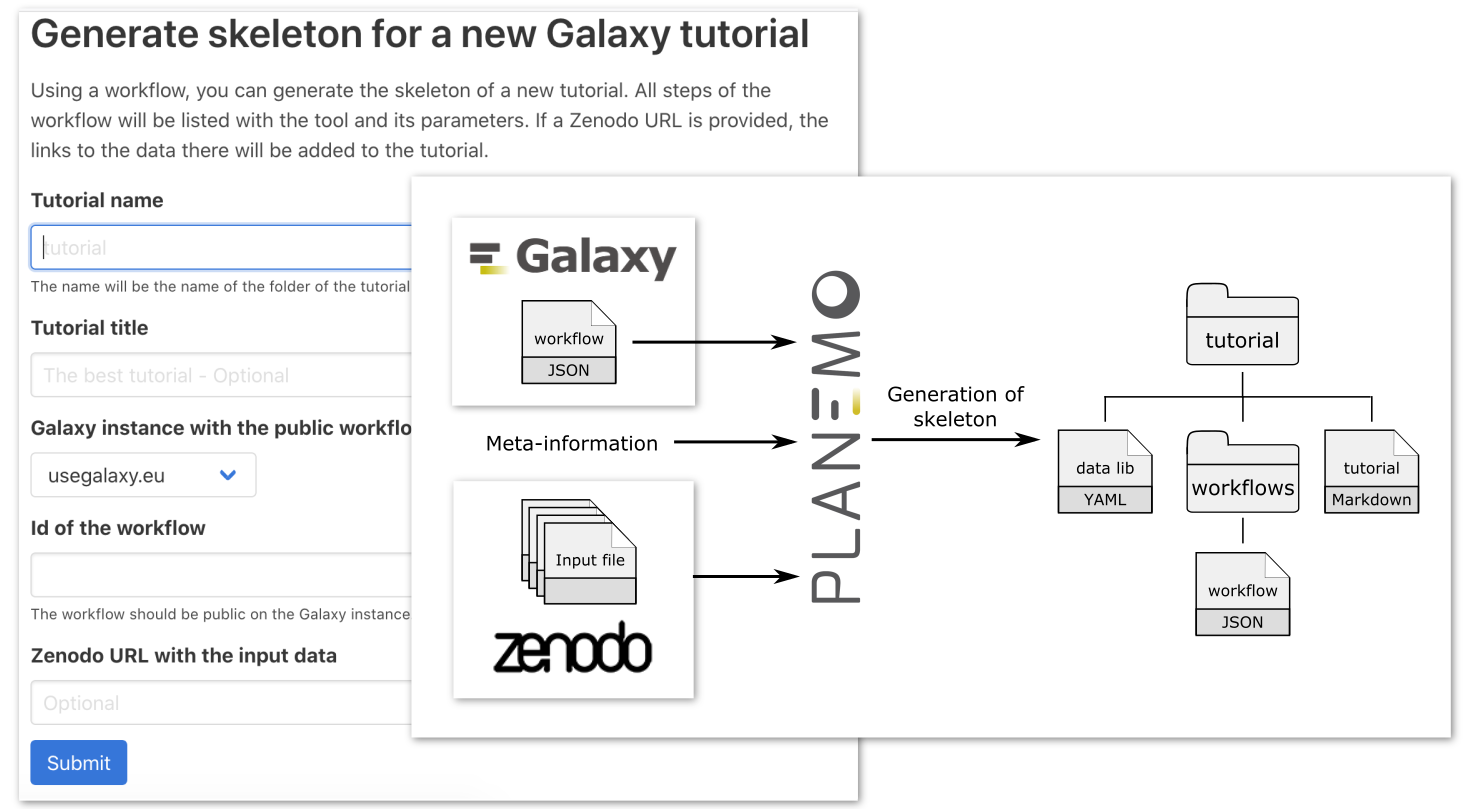 Generate skeleton for a new Galaxy tutorial
Using a workflow, you can generate the skeleton of a new tutorial. All steps of the
workflow will be listed with the tool and its parameters. If a Zenodo URL is provided, the
links to the data there will be added to the tutorial.
Tutorial name
tutorial
The name will be the name of the folder of the tutorial
Tutorial title
The best tutorial - Optional
Galaxy instance with the public workflo
usegalaxy.eu
Id of the workflow
The workflow should be public on the Galaxy instance
Zenodo URL with the input data
Optional
Submit
Galaxy
workflow
JSON
Meta-information
Input file
zenodo
PLANEMO
Generation of
skeleton
tutorial
data lib
YAML
workflows
tutorial
Markdown
workflow
JSON